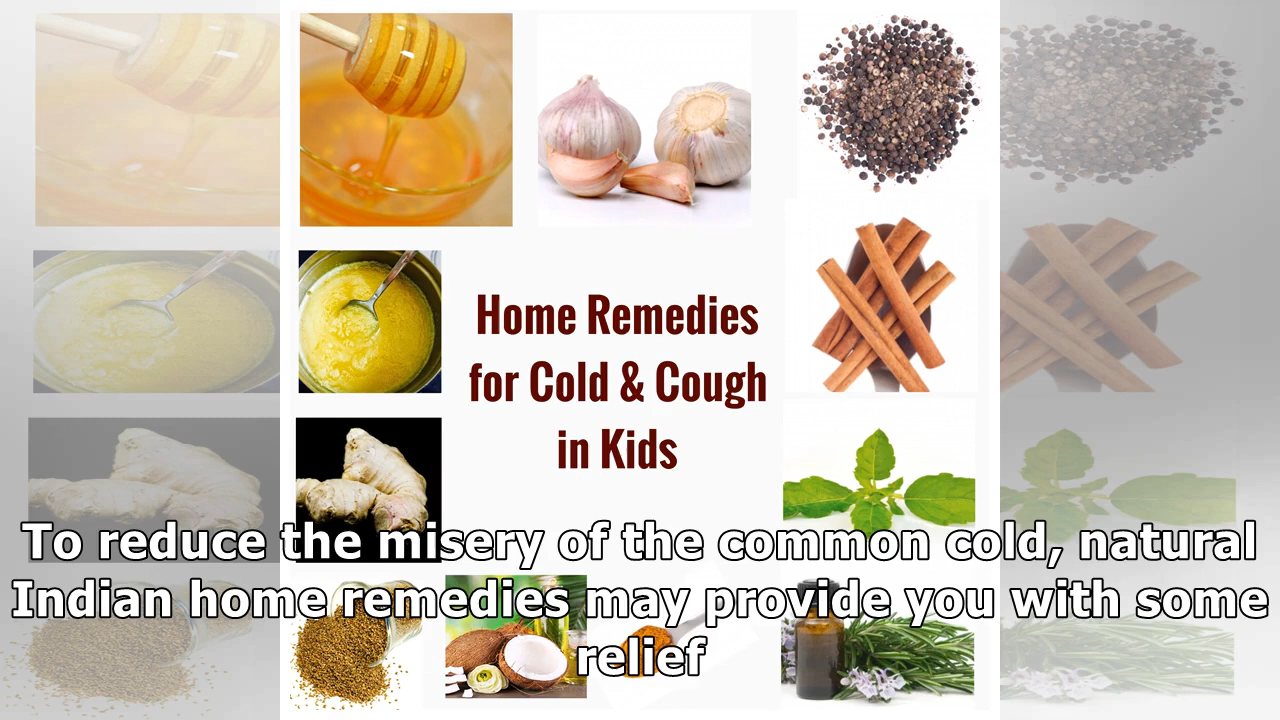 Home Remedies
for Cold & Cough
in Kids
To reduce the misery of the common cold, natural
Indian home remedies may provide you with some
relief